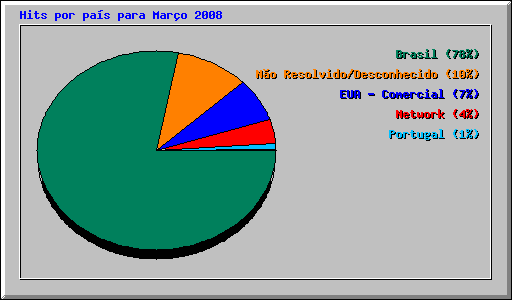 Hits por país para Março 2008
Brasil (78%)
Não Resolvido/Desconhecido (10%)
EUA - Comercial (7%)
Network (4%)
Portugal (1%)